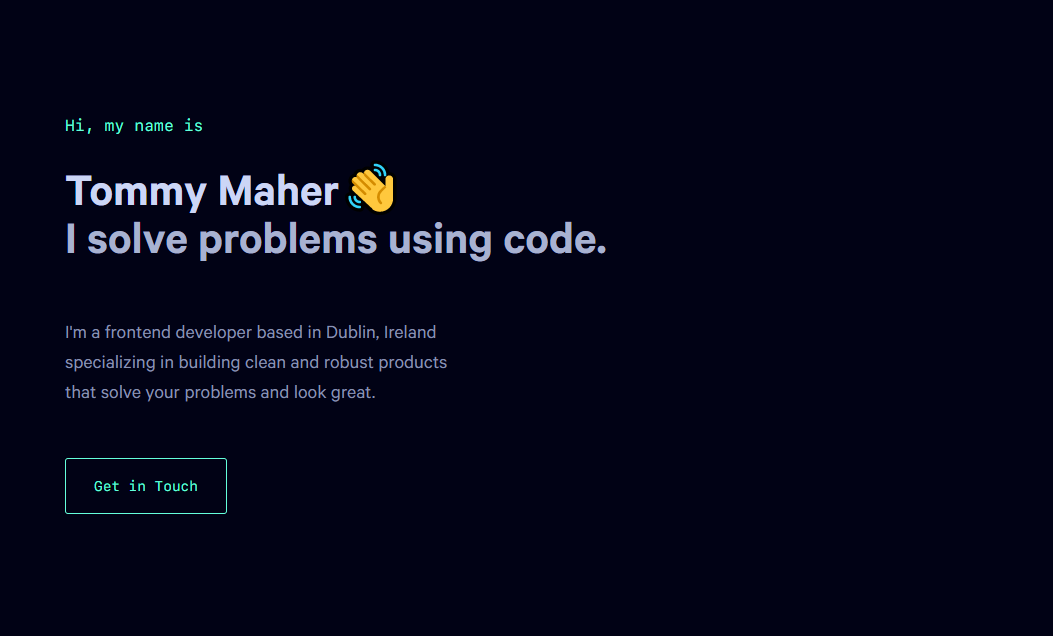 Hi, my name is
Tommy Maher 👋
I solve problems using code.
I'm a frontend developer based in Dublin, Ireland
specializing in building clean and robust products
that solve your problems and look great.
Get in Touch